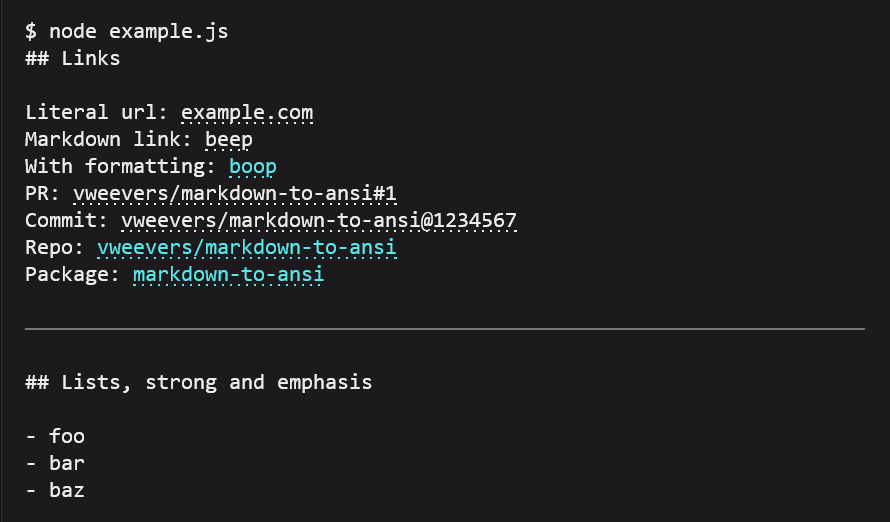 $ node example.js
## Links
Literal url: example.com
Markdown link: beep
With formatting: boop
PR: vweevers/markdown-to-ansi#1
Commit: vweevers/markdown-to-ansi@1234567
Repo: vweevers/markdown-to-ansi
Package: markdown-to-ansi
## Lists, strong and emphasis
- foo
- bar
- baz